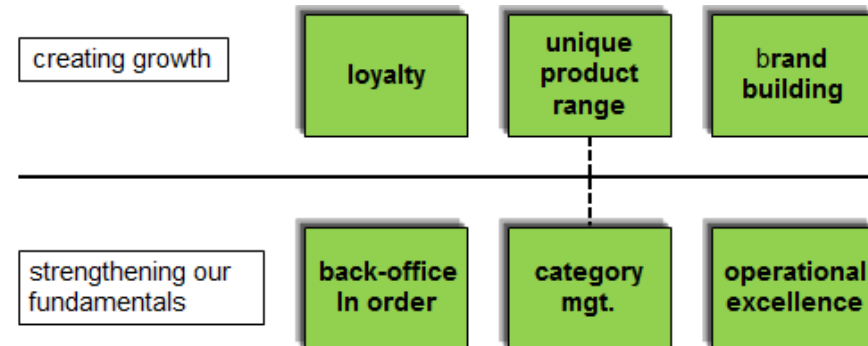 creating growth
loyalty
unique
product
range
brand
building
strengthening our
fundamentals
back-office
In order
category
mgt.
operational
excellence